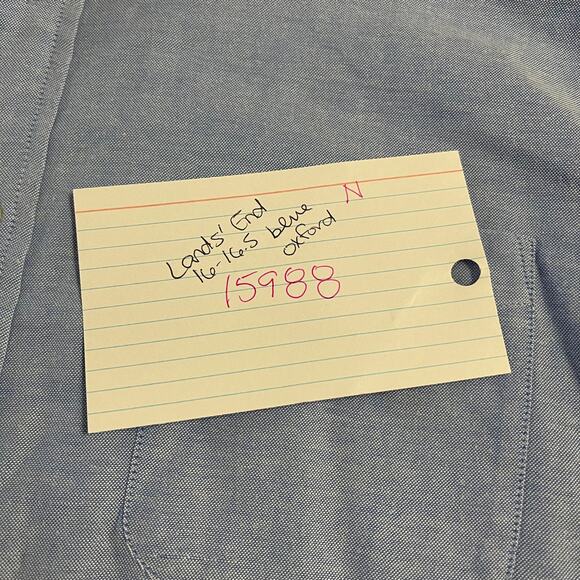 N
Lands' End
16-16.5 blue
oxford
15988